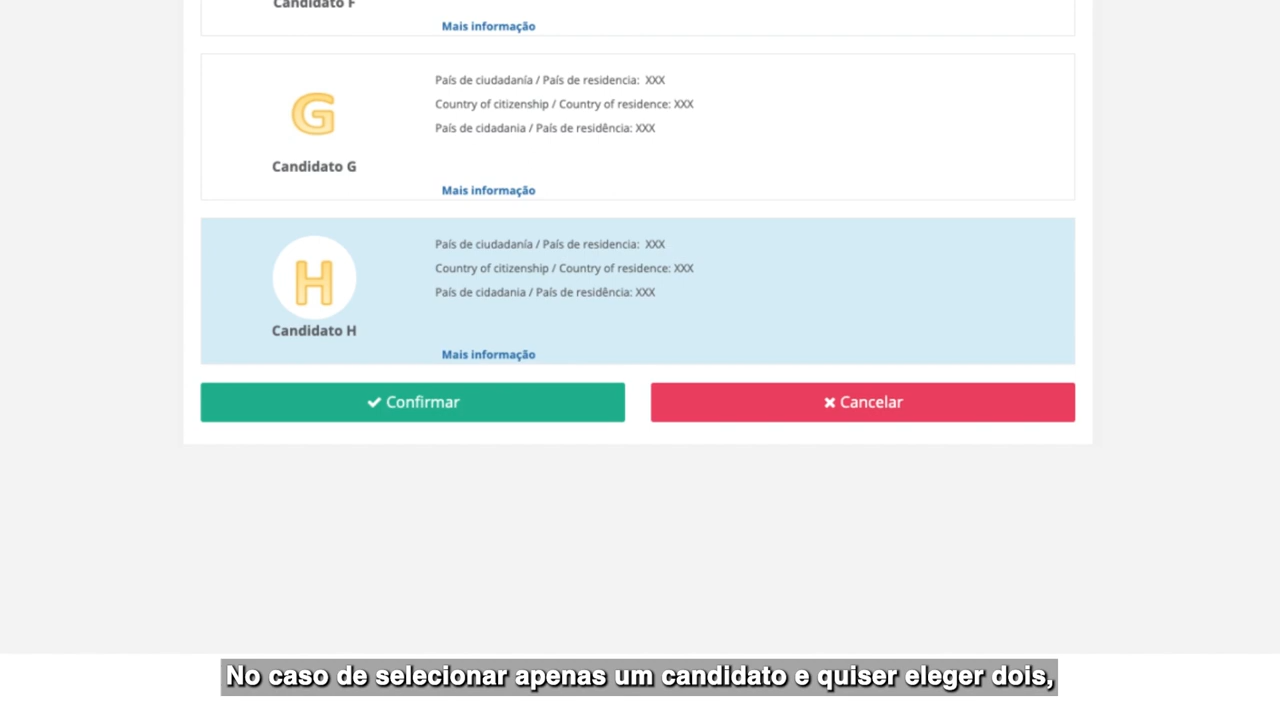 Candidato F
Mais informação
País de ciudadanía / País de residencia: XXX
Country of citizenship / Country of residence: XXX
País de cidadania / País de residência: XXX
G
Candidato G
Mais informação
País de ciudadanía / País de residencia: XXX
Country of citizenship / Country of residence: XXX
País de cidadania / País de residência: XXX
H
Candidato H
Mais informação
Confirmar
Cancelar
No caso de selecionar apenas um candidato e quiser eleger dois,